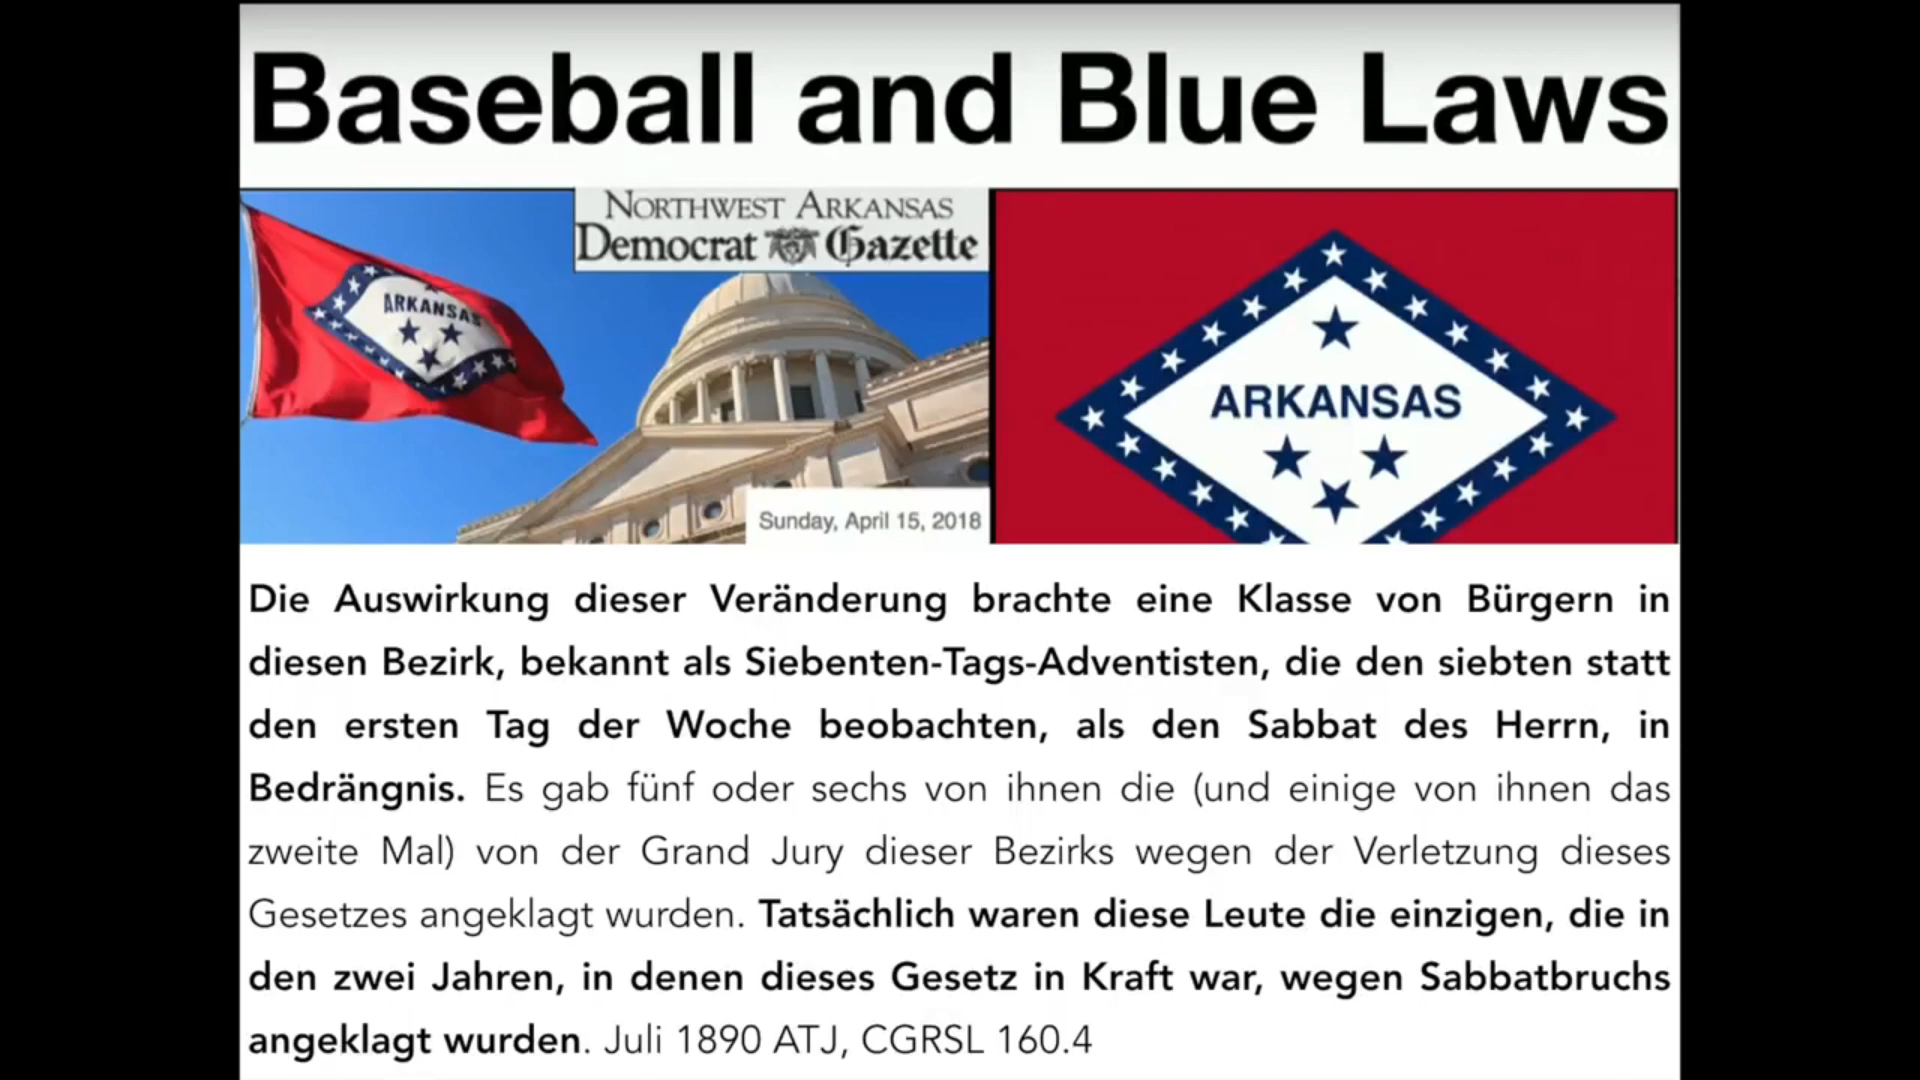 Baseball and Blue Laws
NORTHWEST ARKANSAS
Democrat Gazette
ARKANSAS
ARKANSAS
Sunday, April 15, 2018
Die Auswirkung dieser Veränderung brachte eine Klasse von Bürgern in
diesen Bezirk, bekannt als Siebenten-Tags-Adventisten, die den siebten statt
den ersten Tag der Woche beobachten, als den Sabbat des Herrn, in
Bedrängnis. Es gab fünf oder sechs von ihnen die (und einige von ihnen das
zweite Mal) von der Grand Jury dieser Bezirks wegen der Verletzung dieses
Gesetzes angeklagt wurden. Tatsächlich waren diese Leute die einzigen, die in
den zwei Jahren, in denen dieses Gesetz in Kraft war, wegen Sabbatbruchs
angeklagt wurden. Juli 1890 ATJ, CGRSL 160.4